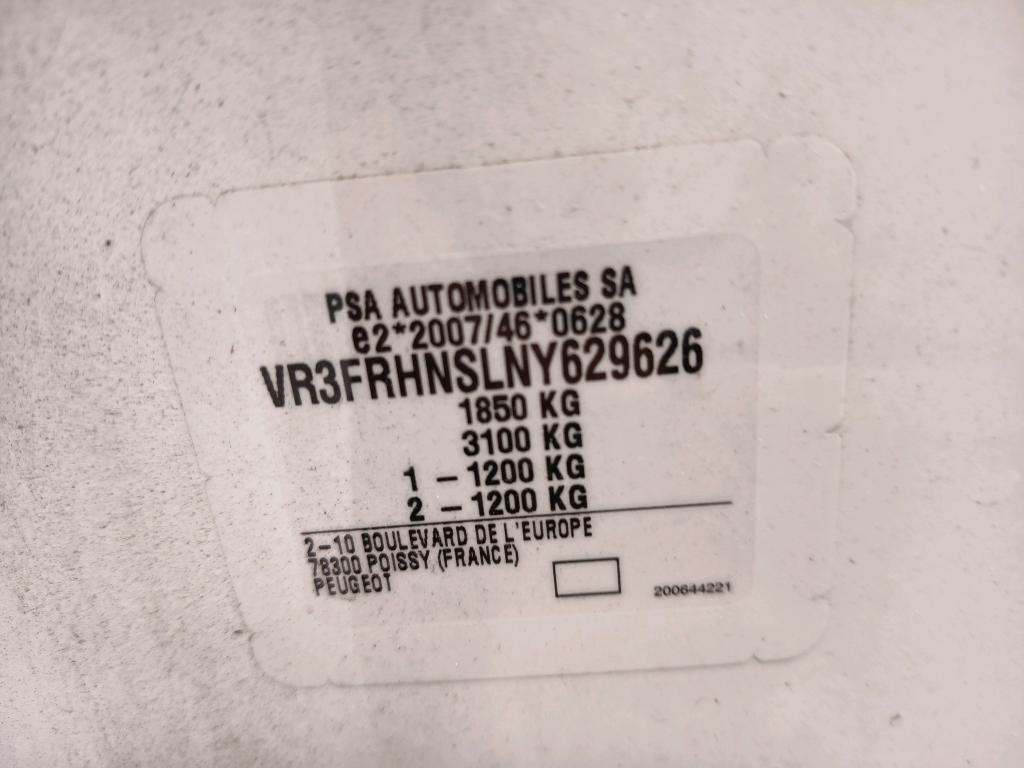 PSA AUTOMOBILES SA
e2*2007/46*0628
VR3FRHNSLNY629626
1850 KG
3100 KG
1 – 1200 KG
2 – 1200 KG
2–10 BOULEVARD DE L'EUROPE
78300 POISSY (FRANCE)
PEUGEOT
200644221